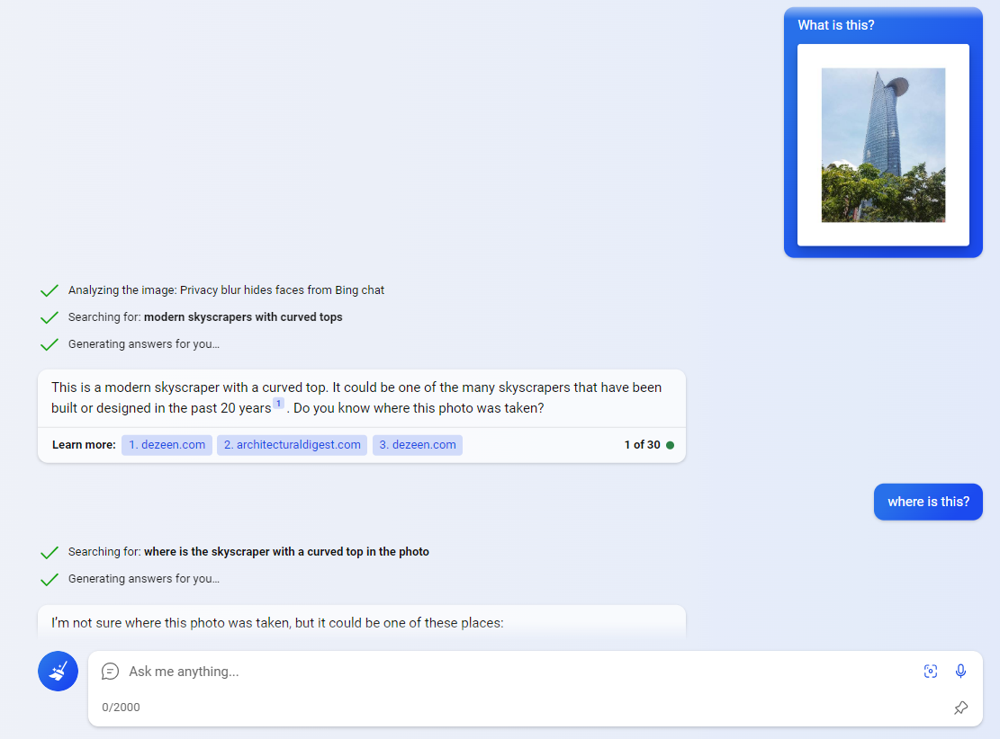 What is this?
Analyzing the image: Privacy blur hides faces from Bing chat
Searching for: modern skyscrapers with curved tops
Generating answers for you…
This is a modern skyscraper with a curved top. It could be one of the many skyscrapers that have been
built or designed in the past 20 years 1 . Do you know where this photo was taken?
Learn more: 1. dezeen.com 2. architecturaldigest.com 3. dezeen.com 1 of 30
where is this?
Searching for: where is the skyscraper with a curved top in the photo
Generating answers for you…
I’m not sure where this photo was taken, but it could be one of these places:
Ask me anything...
0/2000